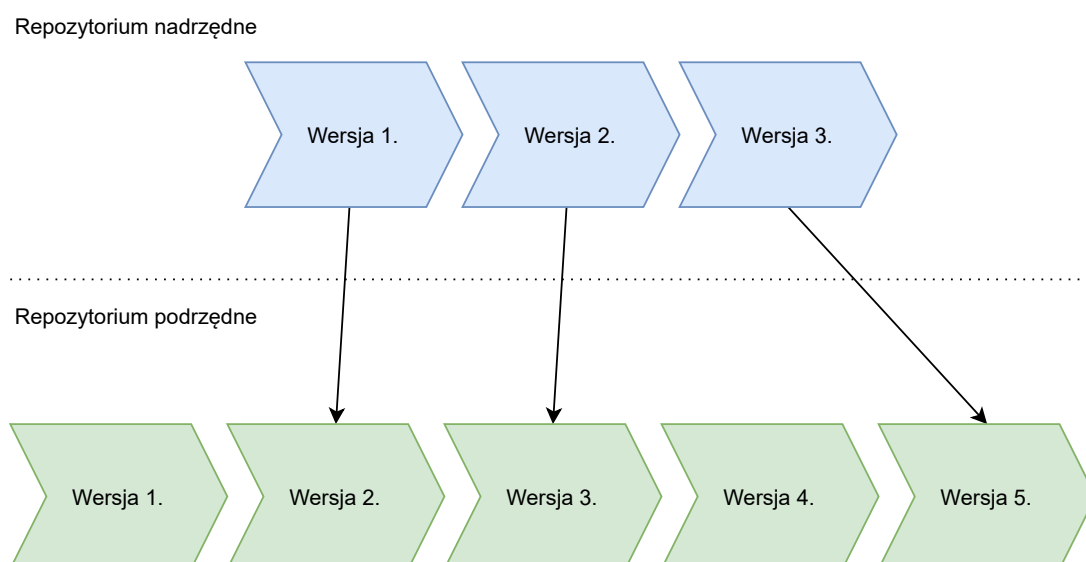 Repozytorium nadrzędne
Wersja 1.
Wersja 2.
Wersja 3.
Repozytorium podrzędne
Wersja 1.
Wersja 2.
Wersja 3.
Wersja 4.
Wersja 5.